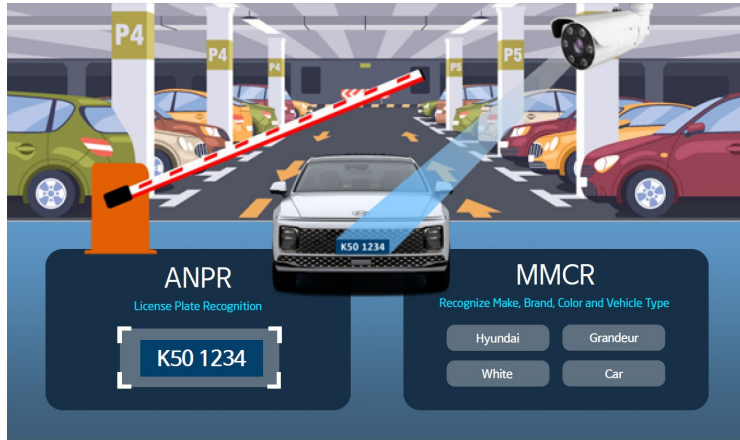 P4
P4
P4
P5
P5
K50 1234
ANPR
License Plate Recognition
K50 1234
MMCR
Recognize Make, Brand, Color and Vehicle Type
Hyundai
Grandeur
White
Car